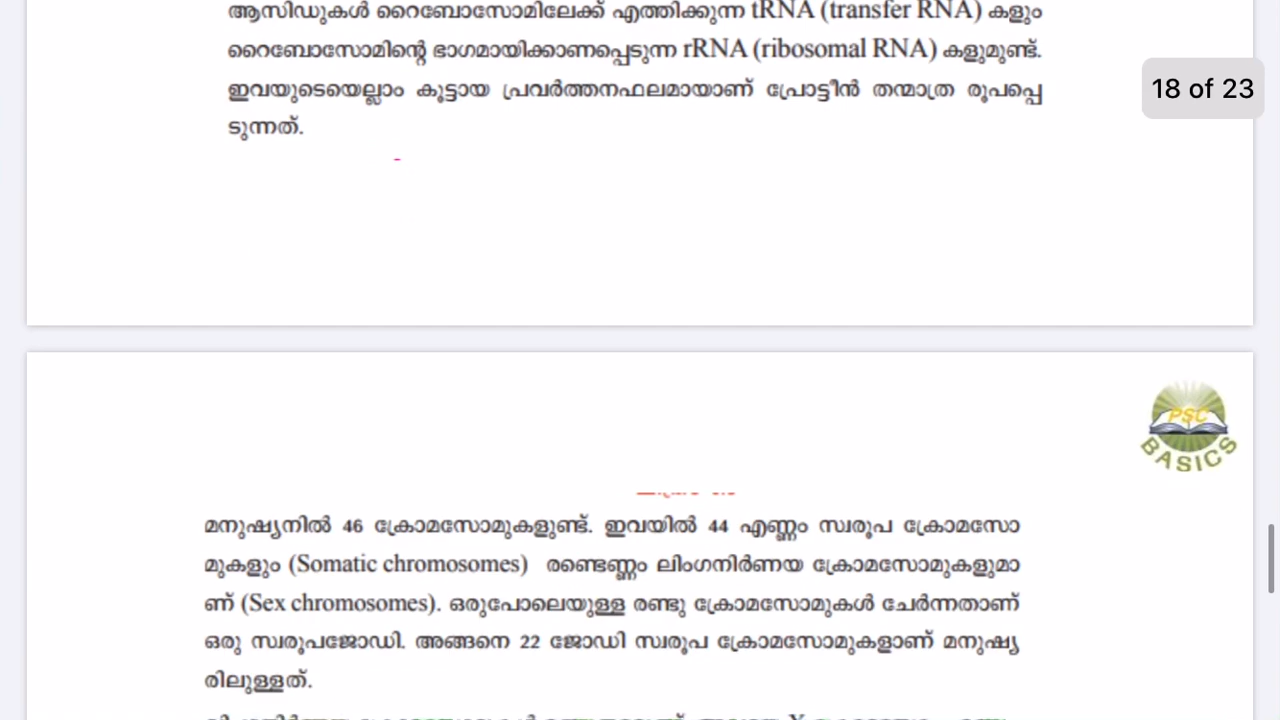 ആസിഡുകൾ റൈബോസോമിലേക്ക് എത്തിക്കുന്ന tRNA (transfer RNA) കളും
റൈബോസോമിന്റെ ഭാഗമായിക്കാണപ്പെടുന്ന rRNA (ribosomal RNA) കളുമുണ്ട്.
18 of 23
ഇവയുടെയെല്ലാം കൂട്ടായ പ്രവർത്തനഫലമായാണ് പ്രോട്ടീൻ തന്മാത്ര രൂപപ്പെ
ടുന്നത്.
PSC
BASICS
മനുഷ്യനിൽ 46 ക്രോമസോമുകളുണ്ട്. ഇവയിൽ 44 എണ്ണം സ്വരൂപ ക്രോമസോ
മുകളും (Somatic chromosomes) രണ്ടെണ്ണം ലിംഗനിർണയ ക്രോമസോമുകളുമാ
ണ് (Sex chromosomes). ഒരുപോലെയുള്ള രണ്ടു ക്രോമസോമുകൾ ചേർന്നതാണ്
ഒരു സ്വരൂപജോഡി. അങ്ങനെ 22 ജോഡി സ്വരൂപ ക്രോമസോമുകളാണ് മനുഷ്യ
രിലുള്ളത്.